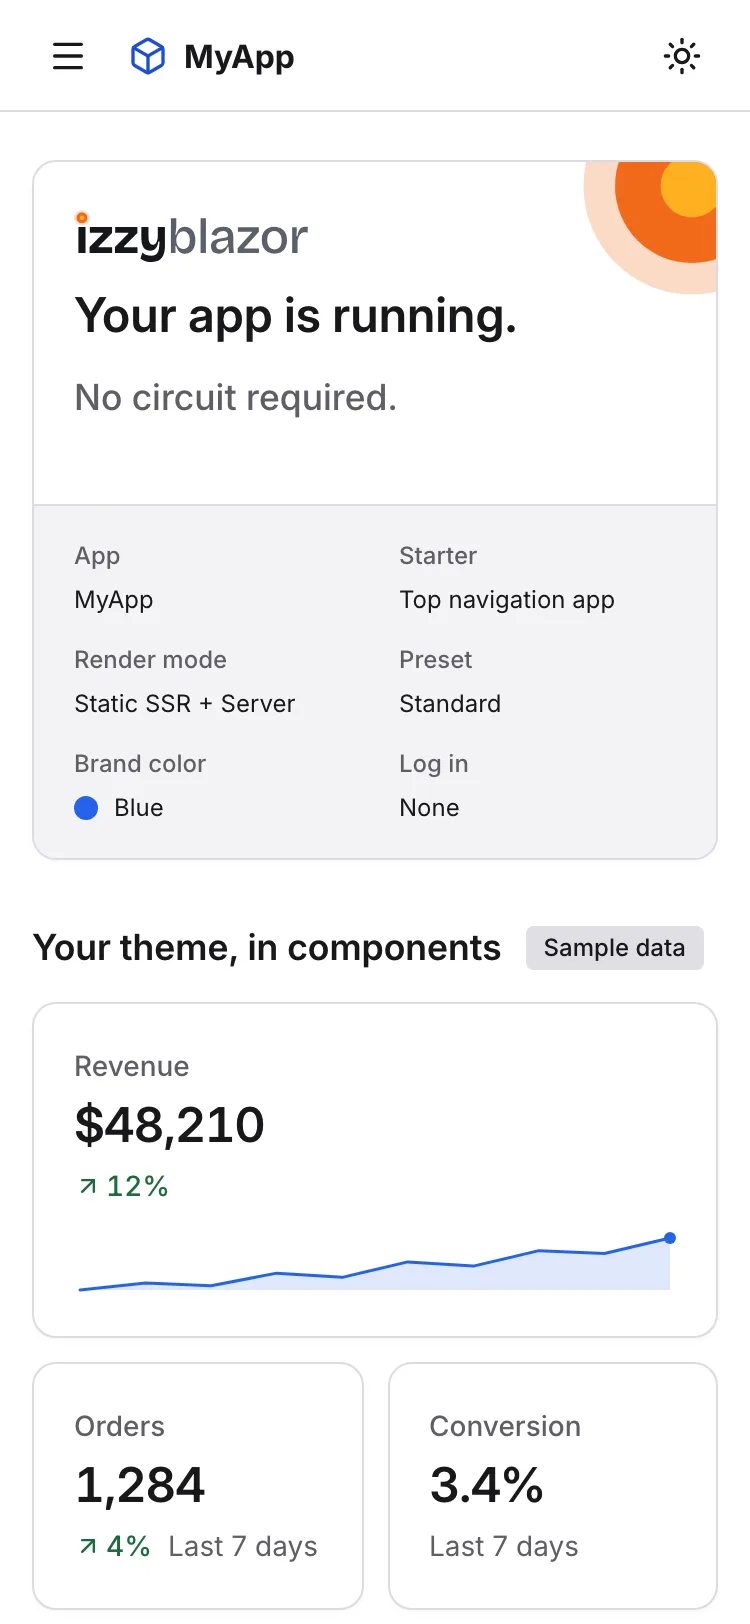 MyApp
izzyblazor
Your app is running.
No circuit required.
App
MyApp
Starter
Top navigation app
Render mode
Static SSR + Server
Preset
Standard
Brand color
Blue
Log in
None
Your theme, in components
Sample data
Revenue
$48,210
12%
Orders
1,284
4% Last 7 days
Conversion
3.4%
Last 7 days